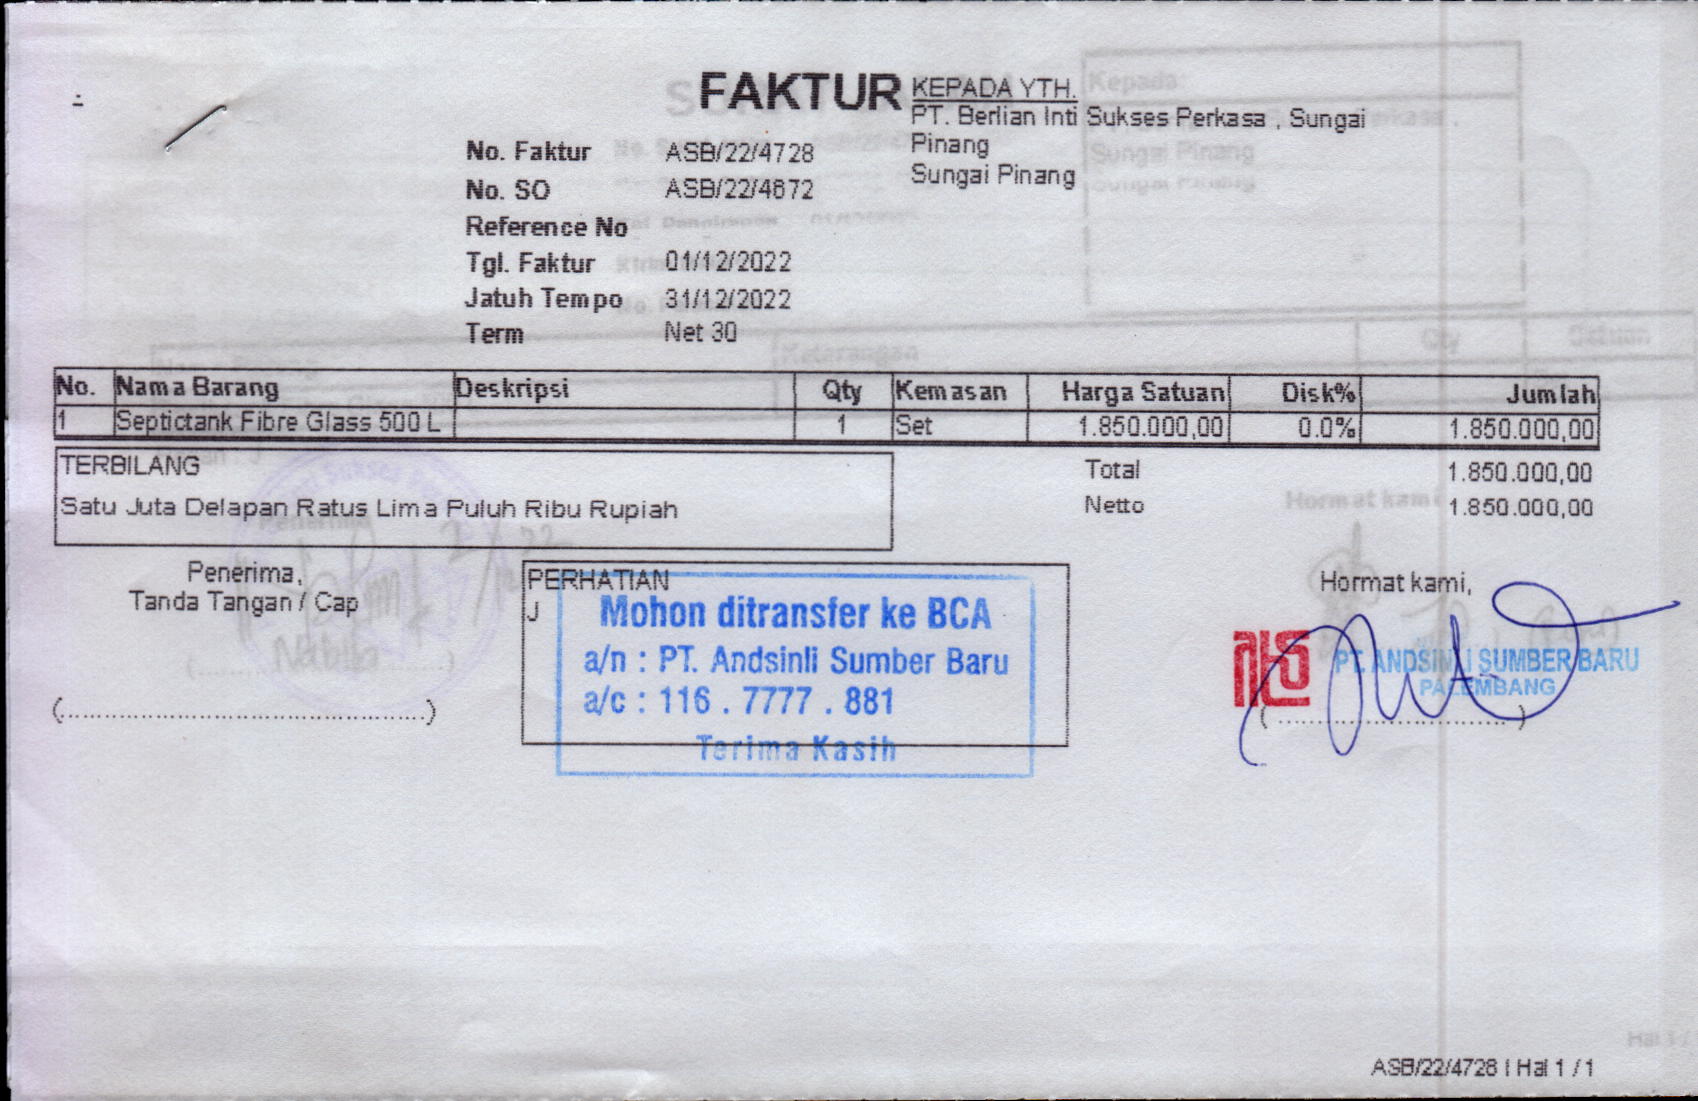 FAKTUR
KEPADA YTH.
PT. Berlian Inti Sukses Perkasa , Sungai
Pinang
Sungai Pinang
No. Faktur ASB/22/4728
No. SO ASB/22/4672
Reference No
Tgl. Faktur 01/12/2022
Jatuh Tempo 31/12/2022
Term Net 30
No. Nama Barang Deskripsi Qty Kemasan Harga Satuan Disk% Jumlah
1 Septictank Fibre Glass 500 L 1 Set 1.850.000,00 0.0% 1.850.000,00
TERBILANG
Satu Juta Delapan Ratus Lima Puluh Ribu Rupiah
Total 1.850.000,00
Netto 1.850.000,00
Penerima,
Tanda Tangan / Cap
(..................................................)
PERHATIAN
J
Mohon ditransfer ke BCA
a/n : PT. Andsinli Sumber Baru
a/c : 116 . 7777 . 881
Terima Kasih
Hormat kami,
PT. ANDSINLI SUMBER BARU
PALEMBANG
(..................................)
ASB/22/4728 | Hal 1 / 1